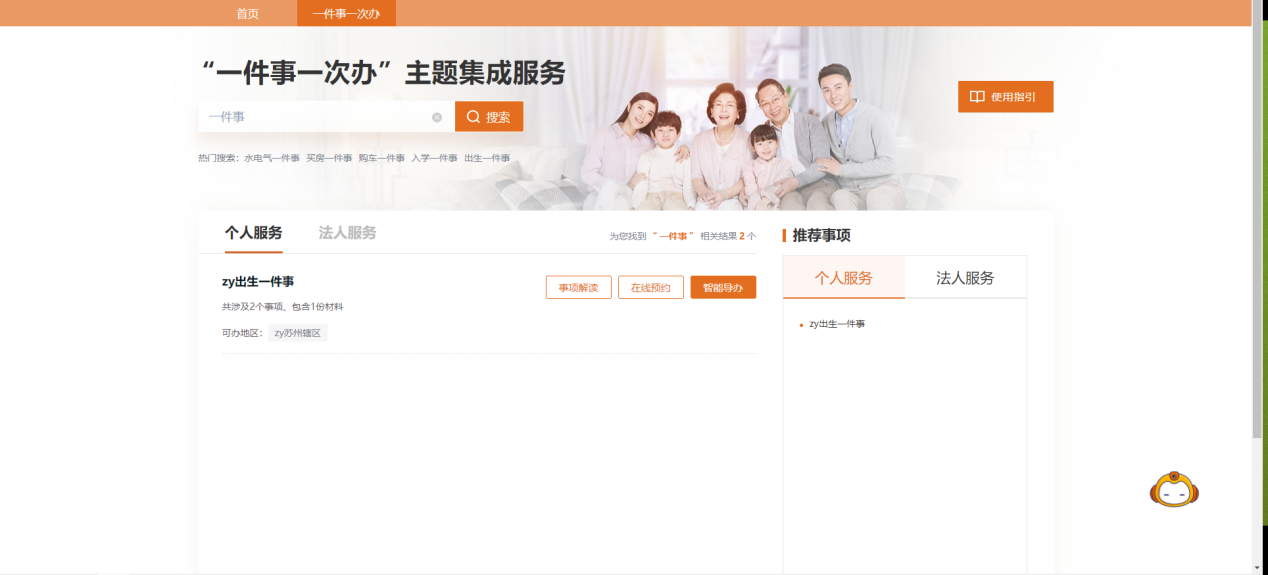 首页 一件事一次办
“一件事一次办”主题集成服务
使用指引
一件事 搜索
热门搜索: 水电气一件事 买房一件事 购车一件事 入学一件事 出生一件事
个人服务 法人服务 为您找到“一件事”相关结果2个
推荐事项
个人服务 法人服务
zy出生一件事
事项解读 在线预约 智能导办
共涉及2个事项，包含1份材料
可办地区: zy苏州辖区
zy出生一件事